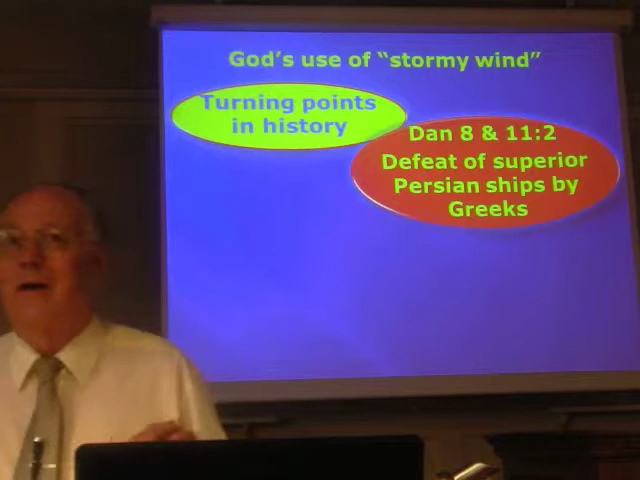 God's use of “stormy wind”
Turning points
in history
Dan 8 & 11:2
Defeat of superior
Persian ships by
Greeks